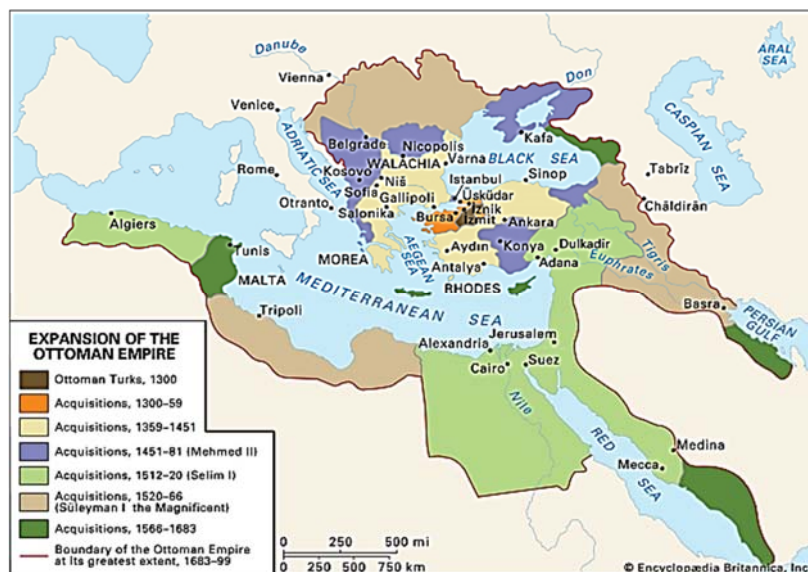 ARAL
SEA
Danube
Vienna
Don
Venice
CASPIAN
SEA
ADRIATIC SEA
Belgrade
Nicopolis
Kafa
WALACHIA
Varna
BLACK SEA
Rome
Kosovo
Niš
Istanbul
Sinop
Tabrīz
Sofia
Üsküdar
Otranto
Gallipoli
İznik
Chāldirān
Salonika
Bursa
İzmit
Ankara
Algiers
AEGEAN
SEA
Aydın
Konya
Dulkadir
Tigris
Tunis
MOREA
Antalya
Adana
Euphrates
MALTA
RHODES
MEDITERRANEAN SEA
Basra
Tripoli
Jerusalem
PERSIAN
GULF
Alexandria
Cairo
Suez
Nile
RED
SEA
Medina
Mecca
EXPANSION OF THE
OTTOMAN EMPIRE
Ottoman Turks, 1300
Acquisitions, 1300–59
Acquisitions, 1359–1451
Acquisitions, 1451–81 (Mehmed II)
Acquisitions, 1512–20 (Selim I)
Acquisitions, 1520–66
(Süleyman I the Magnificent)
Acquisitions, 1566–1683
Boundary of the Ottoman Empire
at its greatest extent, 1683–99
0 250 500 mi
0 250 500 750 km
© Encyclopædia Britannica, Inc